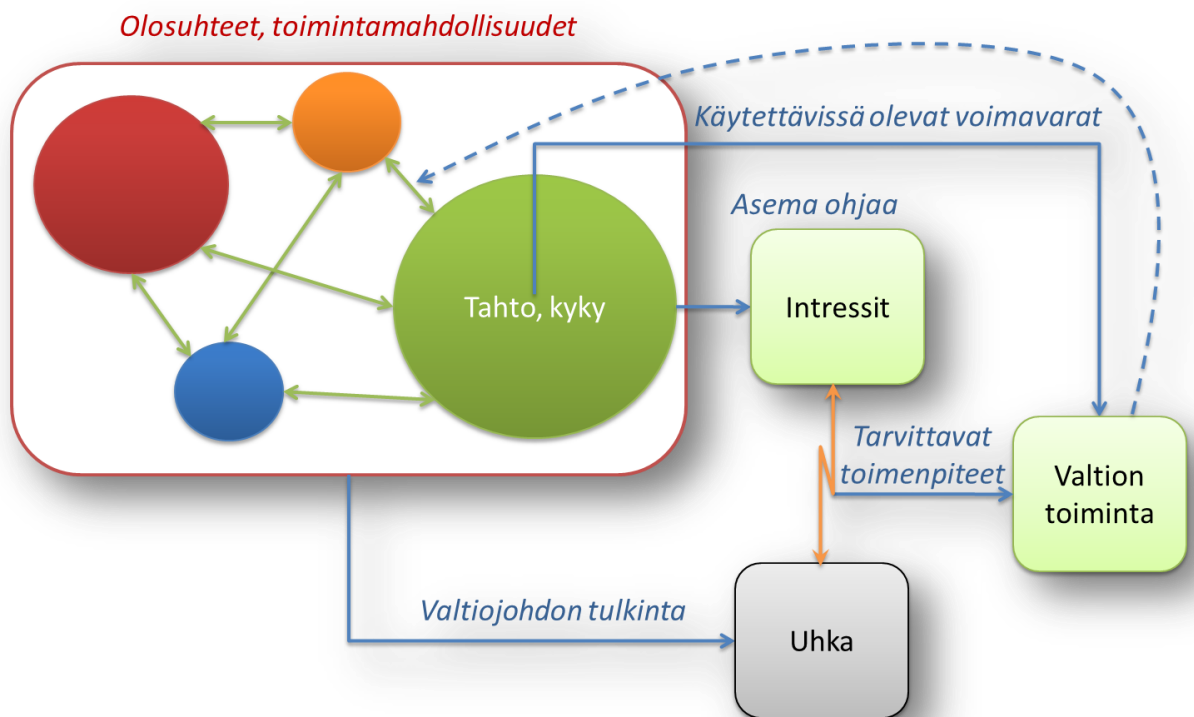 Olosuhteet, toimintamahdollisuudet
Käytettävissä olevat voimavarat
Asema ohjaa
Tahto, kyky
Intressit
Tarvittavat
toimenpiteet
Valtion
toiminta
Valtiojohdon tulkinta
Uhka